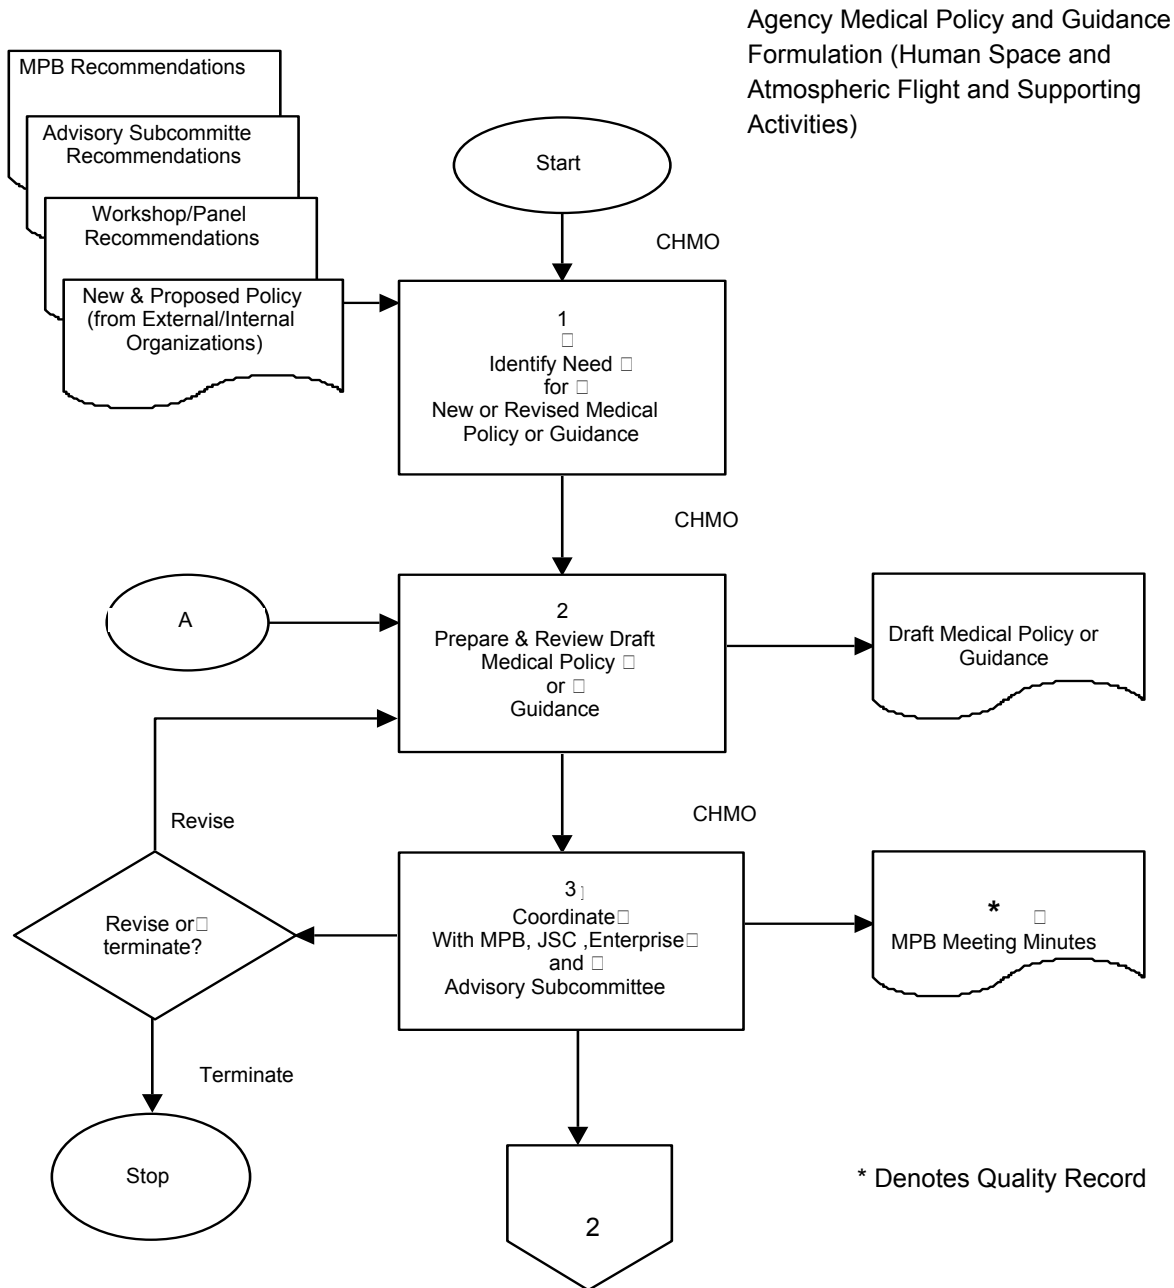 Agency Medical Policy and Guidance
Formulation (Human Space and
Atmospheric Flight and Supporting
Activities)
MPB Recommendations
Advisory Subcommitte
Recommendations
Workshop/Panel
Recommendations
New & Proposed Policy
(from External/Internal
Organizations)
Start
CHMO
1
Identify Need
for
New or Revised Medical
Policy or Guidance
CHMO
A
2
Prepare & Review Draft
Medical Policy
or
Guidance
Draft Medical Policy or
Guidance
Revise
CHMO
Revise or
terminate?
3
Coordinate
With MPB, JSC ,Enterprise
and
Advisory Subcommittee
*
MPB Meeting Minutes
Terminate
Stop
2
* Denotes Quality Record